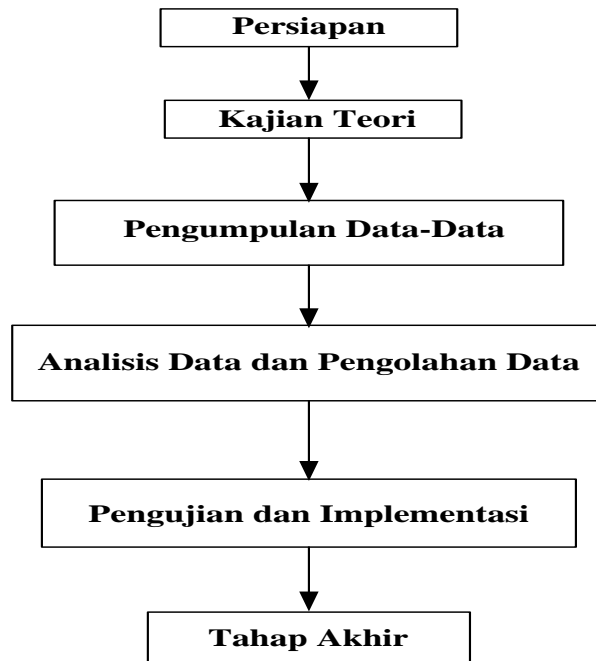 Persiapan
Kajian Teori
Pengumpulan Data-Data
Analisis Data dan Pengolahan Data
Pengujian dan Implementasi
Tahap Akhir